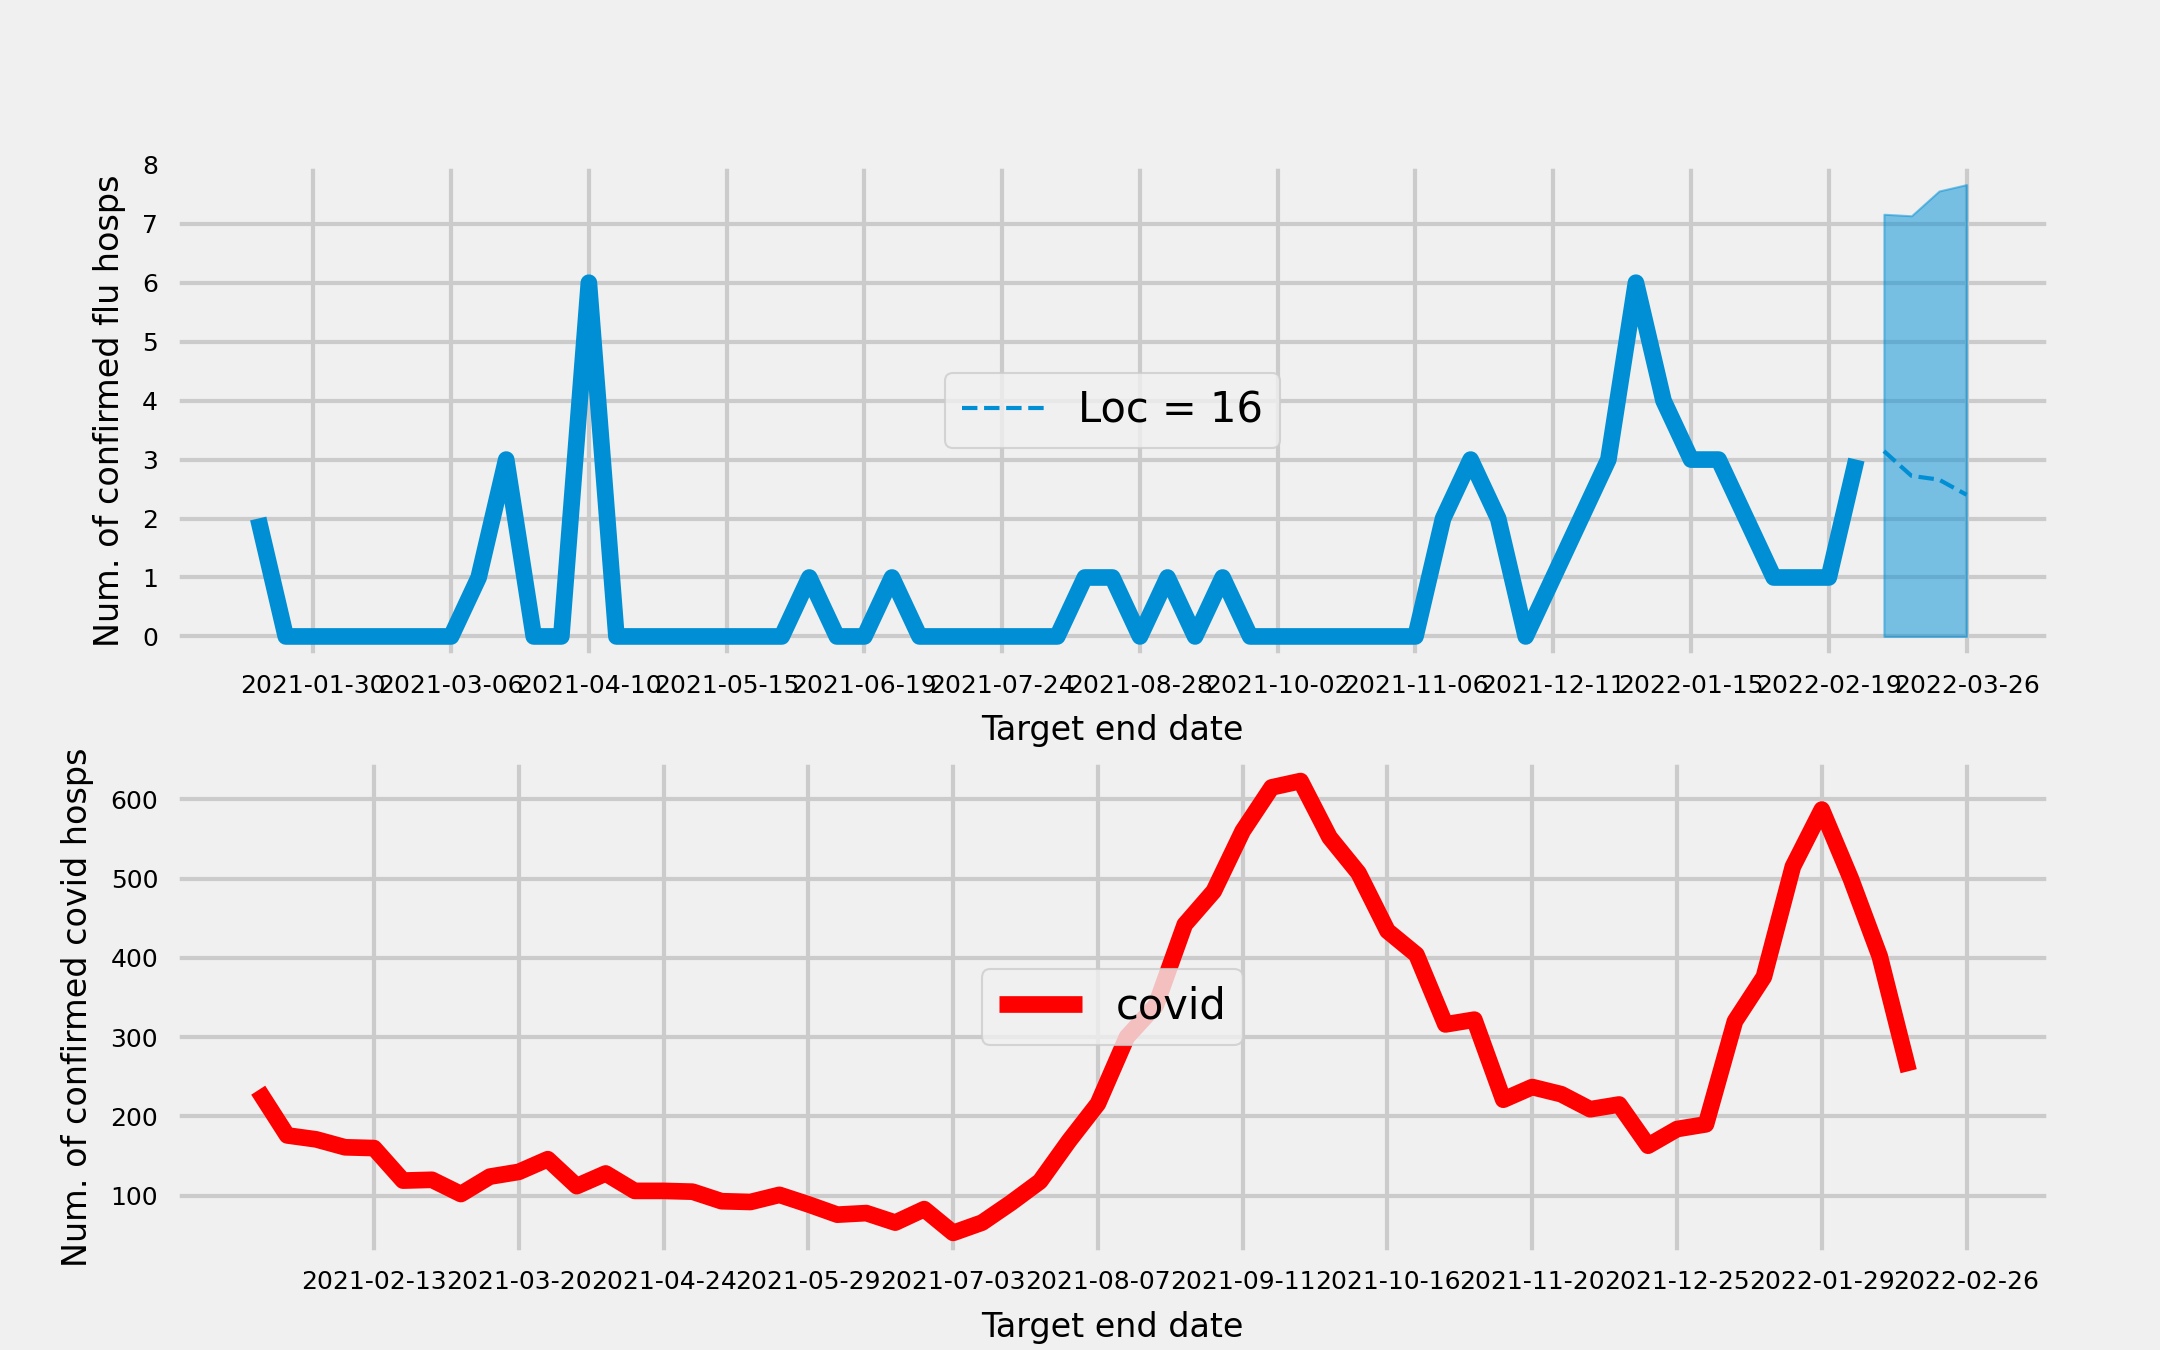 Num. of confirmed flu hosps
8
7
6
5
4
3
2
1
0
Loc = 16
2021-01-30 2021-03-06 2021-04-10 2021-05-15 2021-06-19 2021-07-24 2021-08-28 2021-10-02 2021-11-06 2021-12-11 2022-01-15 2022-02-19 2022-03-26
Target end date
Num. of confirmed covid hosps
600
500
400
300
200
100
covid
2021-02-13 2021-03-20 2021-04-24 2021-05-29 2021-07-03 2021-08-07 2021-09-11 2021-10-16 2021-11-20 2021-12-25 2022-01-29 2022-02-26
Target end date